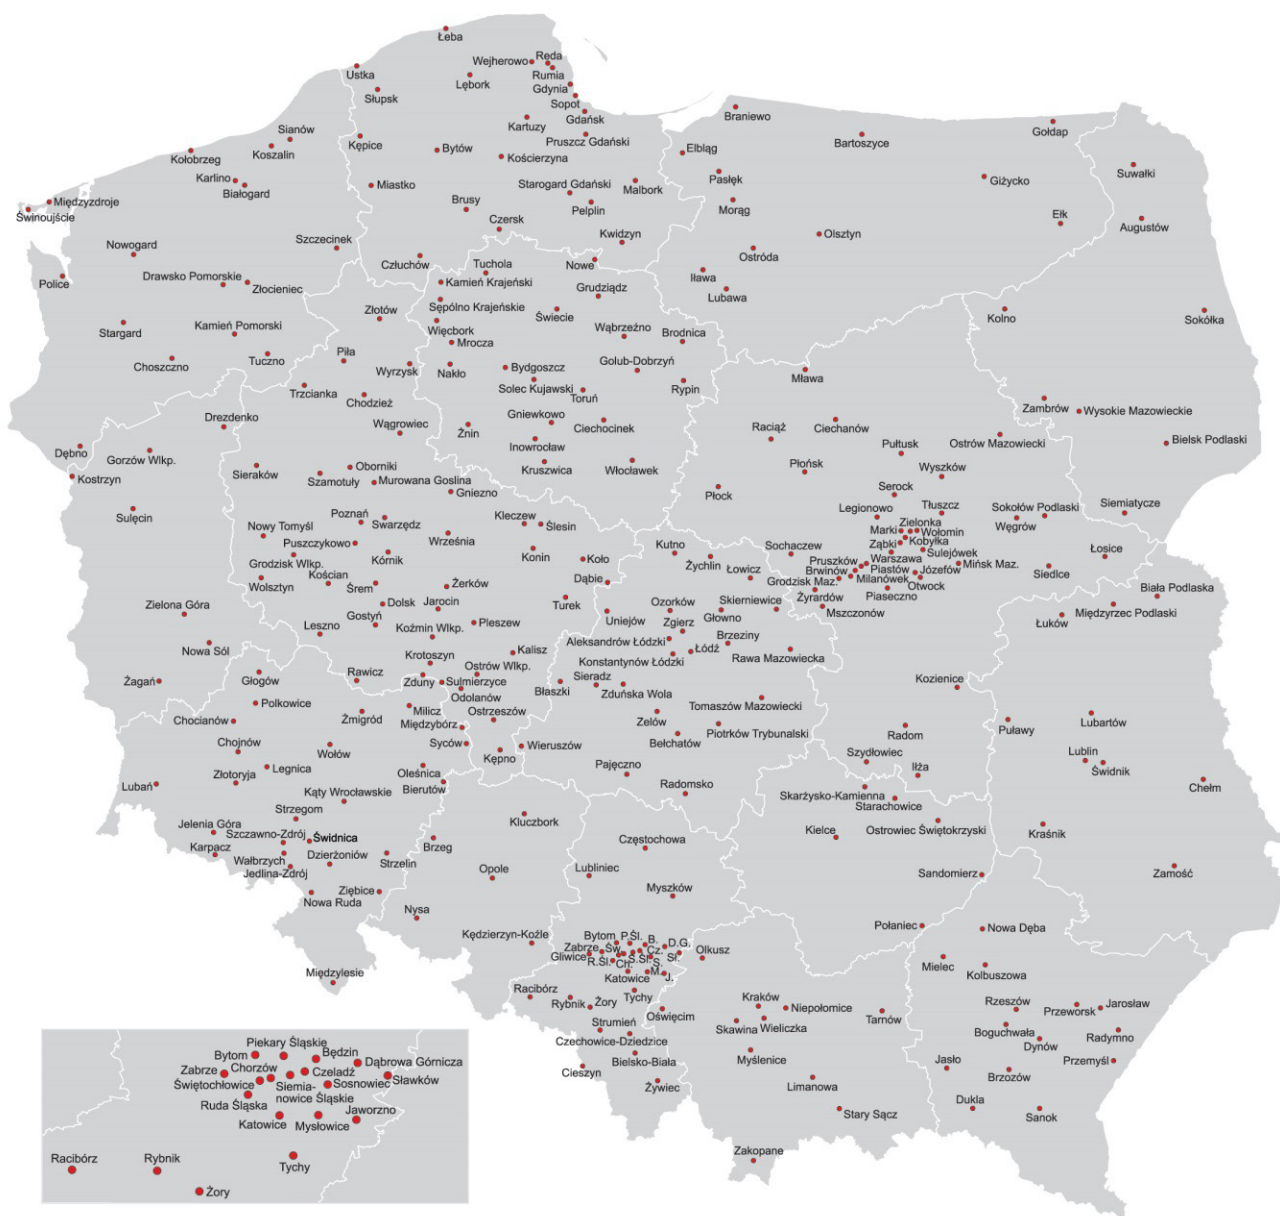 Łeba
Wejherowo
Ręda
Ustka
Lębork
Rumia
Gdynia
Słupsk
Sopot
Gdańsk
Braniewo
Kartuzy
Gołdap
Sianów
Bartoszyce
Kępice
Pruszcz Gdański
Koszalin
Bytów
Elbląg
Kołobrzeg
Kościerzyna
Pasłęk
Suwałki
Karlino
Giżycko
Białogard
Miastko
Starogard Gdański
Malbork
Międzyzdroje
Brusy
Pelplin
Morąg
Świnoujście
Czersk
Ełk
Augustów
Kwidzyn
Olsztyn
Nowogard
Szczecinek
Ostróda
Człuchów
Tuchola
Nowe
Drawsko Pomorskie
Iława
Police
Złocieniec
Kamień Krajeński
Grudziądz
Lubawa
Sępólno Krajeńskie
Złotów
Świecie
Kolno
Sokółka
Stargard
Kamień Pomorski
Więcbork
Wąbrzeźno
Brodnica
Mrocza
Choszczno
Tuczno
Piła
Wyrzysk
Nakło
Bydgoszcz
Golub-Dobrzyń
Mława
Trzcianka
Solec Kujawski
Rypin
Chodzież
Toruń
Zambrów
Wysokie Mazowieckie
Drezdenko
Gniewkowo
Ciechocinek
Ciechanów
Wągrowiec
Żnin
Raciąż
Ostrów Mazowiecki
Bielsk Podlaski
Dębno
Inowrocław
Pułtusk
Gorzów Wlkp.
Kruszwica
Włocławek
Płońsk
Wyszków
Kostrzyn
Sieraków
Oborniki
Szamotuły
Murowana Goslina
Gniezno
Płock
Serock
Sulęcin
Tłuszcz
Sokołów Podlaski
Siemiatycze
Legionowo
Poznań
Kleczew
Ślesin
Zielonka
Węgrów
Nowy Tomyśl
Swarzędz
Marki
Wołomin
Puszczykowo
Września
Ząbki
Kobyłka
Kutno
Sochaczew
Sulejówek
Łosice
Grodzisk Wlkp.
Kórnik
Konin
Koło
Żychlin
Pruszków
Warszawa
Mińsk Maz.
Kościan
Łowicz
Brwinów
Piastów
Józefów
Siedlce
Wolsztyn
Śrem
Żerków
Dąbie
Grodzisk Maz.
Milanówek
Otwock
Biała Podlaska
Dolsk
Jarocin
Turek
Ozorków
Skierniewice
Żyrardów
Piaseczno
Międzyrzec Podlaski
Zielona Góra
Gostyń
Uniejów
Zgierz
Głowno
Mszczonów
Łuków
Leszno
Koźmin Wlkp.
Pleszew
Aleksandrów Łódzki
Brzeziny
Nowa Sól
Kalisz
Łódź
Rawa Mazowiecka
Krotoszyn
Konstantynów Łódzki
Żagań
Głogów
Rawicz
Zduny
Ostrów Wlkp.
Sieradz
Sulmierzyce
Kozienice
Błaszki
Zduńska Wola
Odolanów
Polkowice
Milicz
Tomaszów Mazowiecki
Chocianów
Żmigród
Ostrzeszów
Zelów
Puławy
Lubartów
Międzybórz
Piotrków Trybunalski
Radom
Chojnów
Wołów
Syców
Wieruszów
Bełchatów
Kępno
Szydłowiec
Lublin
Złotoryja
Legnica
Oleśnica
Pajęczno
Świdnik
Lubań
Bierutów
Radomsko
Iłża
Chełm
Kąty Wrocławskie
Skarżysko-Kamienna
Strzegom
Starachowice
Kluczbork
Jelenia Góra
Częstochowa
Kielce
Ostrowiec Świętokrzyski
Kraśnik
Szczawno-Zdrój
Świdnica
Brzeg
Karpacz
Wałbrzych
Dzierżoniów
Strzelin
Jedlina-Zdrój
Opole
Lubliniec
Sandomierz
Zamość
Nowa Ruda
Ziębice
Myszków
Nysa
Połaniec
Nowa Dęba
Kędzierzyn-Koźle
Bytom
P.Śl.
B.
D.G.
Zabrze
Św.
Cz.
Olkusz
Gliwice
R.Śl.
Ch.
S.Śl.
S.
Sł.
Mielec
Kolbuszowa
Międzylesie
Katowice
M.
J.
Racibórz
Rybnik
Żory
Tychy
Kraków
Niepołomice
Rzeszów
Przeworsk
Jarosław
Oświęcim
Tarnów
Strumień
Skawina
Wieliczka
Boguchwała
Radymno
Czechowice-Dziedzice
Dynów
Myślenice
Bielsko-Biała
Jasło
Przemyśl
Cieszyn
Brzozów
Żywiec
Limanowa
Dukla
Sanok
Stary Sącz
Zakopane
Piekary Śląskie
Bytom
Będzin
Chorzów
Dąbrowa Górnicza
Zabrze
Czeladź
Świętochłowice
Sławków
Siemia-
nowice Śląskie
Sosnowiec
Ruda Śląska
Jaworzno
Katowice
Mysłowice
Racibórz
Rybnik
Tychy
Żory